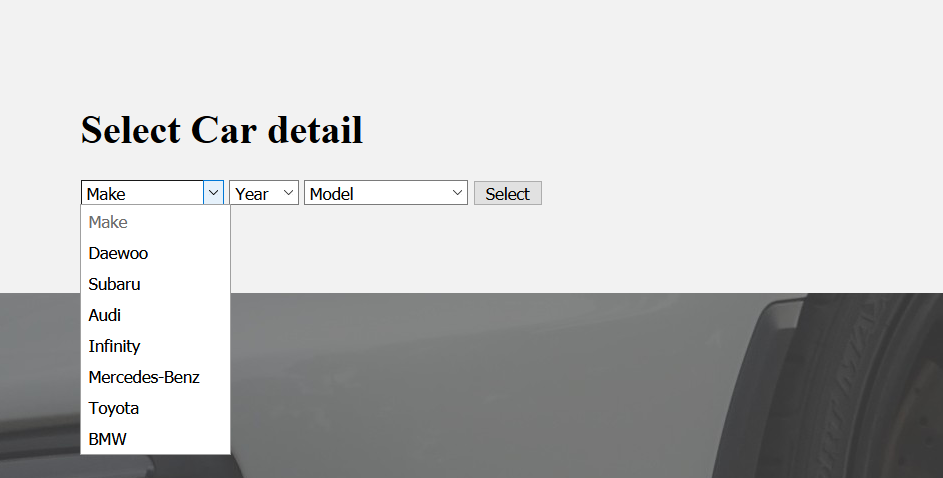 Select Car detail
Make Year Model Select
Make
Daewoo
Subaru
Audi
Infinity
Mercedes-Benz
Toyota
BMW